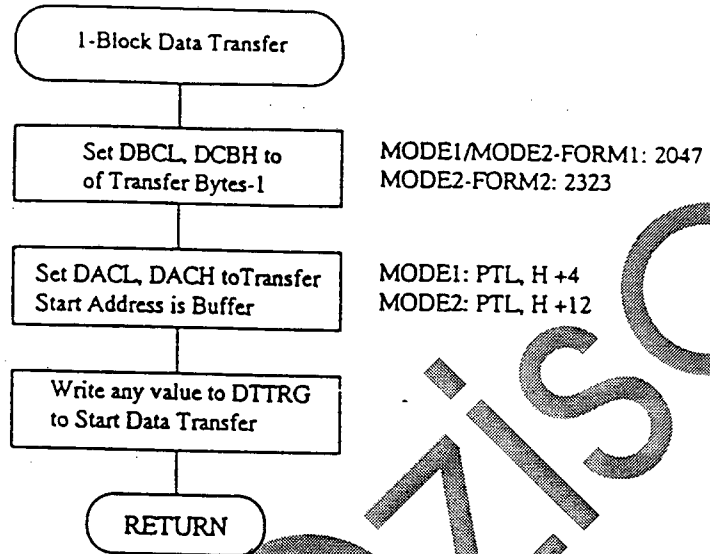 1-Block Data Transfer
Set DBCL, DCBH to
of Transfer Bytes-1
MODE1/MODE2-FORM1: 2047
MODE2-FORM2: 2323
Set DACL, DACH toTransfer
Start Address is Buffer
MODE1: PTL, H +4
MODE2: PTL, H +12
Write any value to DTTRG
to Start Data Transfer
RETURN